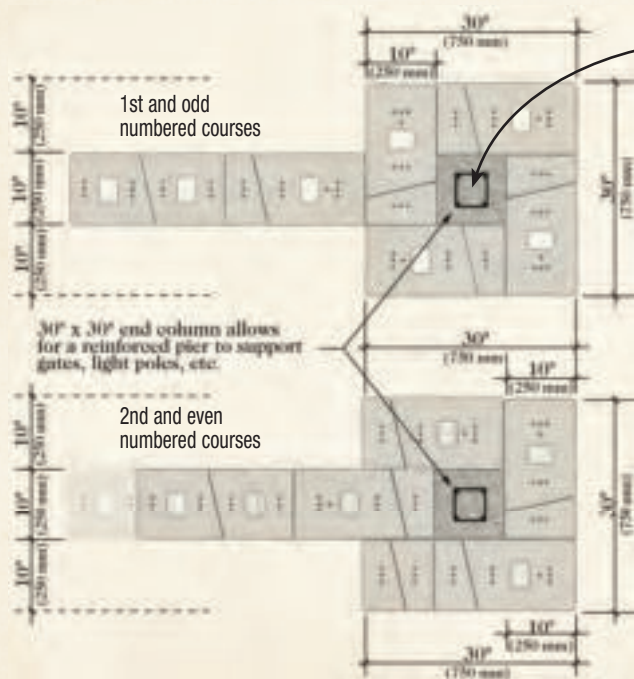 30"
(750 mm)
10"
(250 mm)
1st and odd
numbered courses
10"
(250 mm)
10"
(250 mm)
10"
(250 mm)
30"
(750 mm)
30" x 30" end column allows
for a reinforced pier to support
gates, light poles, etc.
30"
(750 mm)
10"
(250 mm)
2nd and even
numbered courses
10"
(250 mm)
10"
(250 mm)
10"
(250 mm)
30"
(750 mm)
10"
(250 mm)
30"
(750 mm)